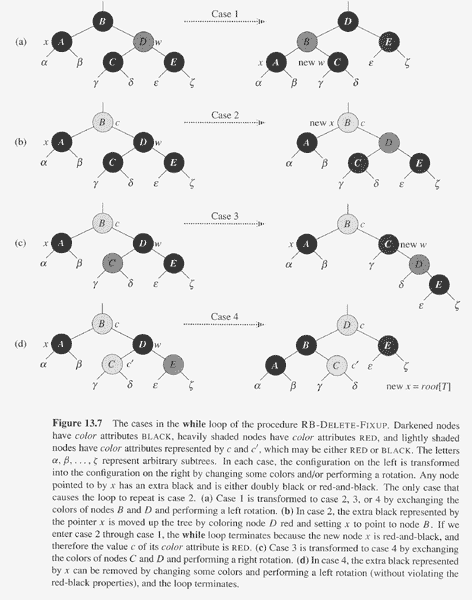 Case 1
B D
(a) x A D w B E
C E x A new w C
α β α β ε ζ
γ δ ε ζ γ δ
Case 2
B c new x B c
(b) x A D w A D
α β C E α β C E
γ δ ε ζ γ δ ε ζ
Case 3
B c B c
(c) x A D w x A C new w
α β C E α β γ D
γ δ ε ζ δ E
ε ζ
Case 4
B c D c
(d) x A D w B E
α β C c′ E A C c′ ε ζ
γ δ ε ζ α β γ δ new x = root[T]
Figure 13.7 The cases in the while loop of the procedure RB-DELETE-FIXUP. Darkened nodes
have color attributes BLACK, heavily shaded nodes have color attributes RED, and lightly shaded
nodes have color attributes represented by c and c′, which may be either RED or BLACK. The letters
α, β, . . . , ζ represent arbitrary subtrees. In each case, the configuration on the left is transformed
into the configuration on the right by changing some colors and/or performing a rotation. Any node
pointed to by x has an extra black and is either doubly black or red-and-black. The only case that
causes the loop to repeat is case 2. (a) Case 1 is transformed to case 2, 3, or 4 by exchanging the
colors of nodes B and D and performing a left rotation. (b) In case 2, the extra black represented by
the pointer x is moved up the tree by coloring node D red and setting x to point to node B. If we
enter case 2 through case 1, the while loop terminates because the new node x is red-and-black, and
therefore the value c of its color attribute is RED. (c) Case 3 is transformed to case 4 by exchanging
the colors of nodes C and D and performing a right rotation. (d) In case 4, the extra black represented
by x can be removed by changing some colors and performing a left rotation (without violating the
red-black properties), and the loop terminates.